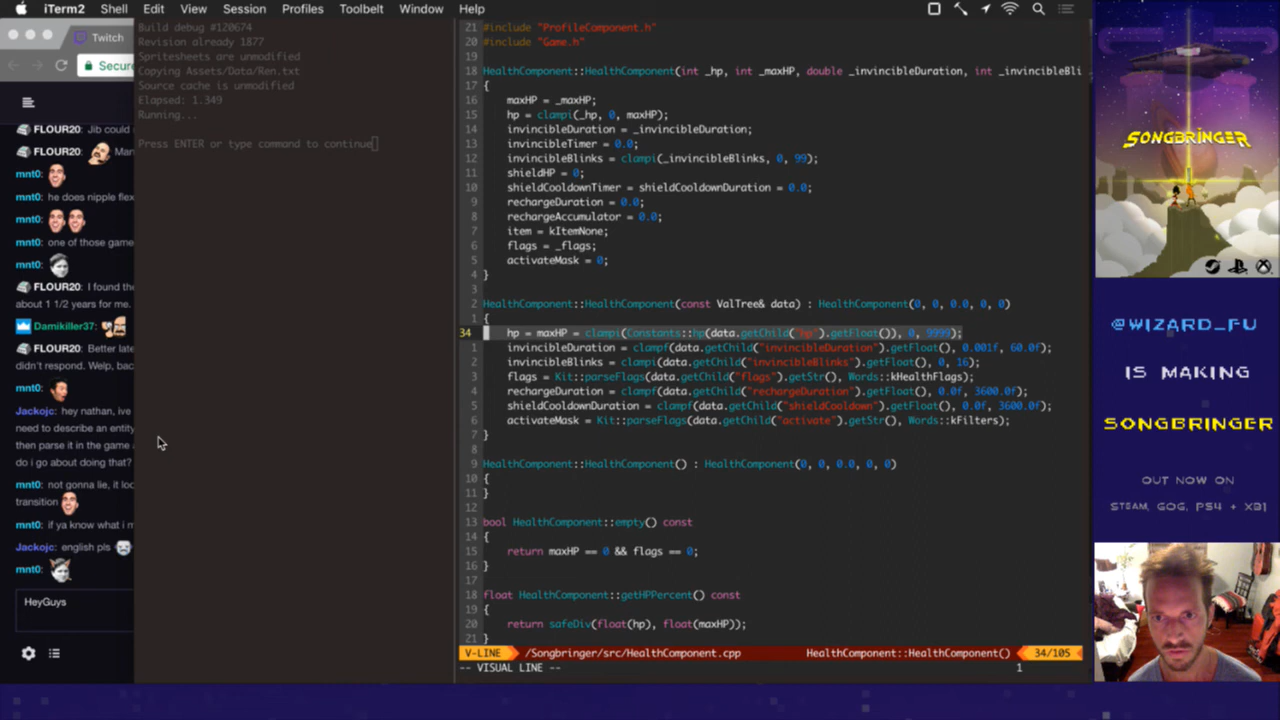 iTerm2 Shell Edit View Session Profiles Toolbelt Window Help
Twitch
Secure
FLOUR20: Jib could
FLOUR20:
mnt0:
mnt0: he does nipple flex
mnt0:
mnt0: one of those game
mnt0:
FLOUR20: I found
about 1 1/2 years for me.
Damikiller37:
FLOUR20: Better late
didn't respond. Welp,
mnt0:
Jackojc: hey nathan, ive
need to describe an entity
then parse it in the game
do i go about doing that?
mnt0: not gonna lie, it
transition
mnt0: if ya know what i
Jackojc: english pls
mnt0:
HeyGuys
Build debug #120674
Revision already 1877
Spritesheets are unmodified
Copying Assets/Data/Ren.txt
Source cache is unmodified
Elapsed: 1.349
Running...
Press ENTER or type command to continue
21 #include "ProfileComponent.h"
20 #include "Game.h"
19
18 HealthComponent::HealthComponent(int _hp, int _maxHP, double _invincibleDuration, int _invincibleBli
17 {
16 maxHP = _maxHP;
15 hp = clampi(_hp, 0, maxHP);
14 invincibleDuration = _invincibleDuration;
13 invincibleTimer = 0.0;
12 invincibleBlinks = clampi(_invincibleBlinks, 0, 99);
11 shieldHP = 0;
10 shieldCooldownTimer = shieldCooldownDuration = 0.0;
9 rechargeDuration = 0.0;
8 rechargeAccumulator = 0.0;
7 item = kItemNone;
6 flags = _flags;
5 activateMask = 0;
4 }
3
2 HealthComponent::HealthComponent(const ValTree& data) : HealthComponent(0, 0, 0.0, 0, 0)
1 {
34 hp = maxHP = clampi(Constants::hp(data.getChild("hp").getFloat()), 0, 9999);
1 invincibleDuration = clampf(data.getChild("invincibleDuration").getFloat(), 0.001f, 60.0f);
2 invincibleBlinks = clampi(data.getChild("invincibleBlinks").getFloat(), 0, 16);
3 flags = Kit::parseFlags(data.getChild("flags").getStr(), Words::kHealthFlags);
4 rechargeDuration = clampf(data.getChild("rechargeDuration").getFloat(), 0.0f, 3600.0f);
5 shieldCooldownDuration = clampf(data.getChild("shieldCooldown").getFloat(), 0.0f, 3600.0f);
6 activateMask = Kit::parseFlags(data.getChild("activate").getStr(), Words::kFilters);
7 }
8
9 HealthComponent::HealthComponent() : HealthComponent(0, 0, 0.0, 0, 0)
10 {
11 }
12
13 bool HealthComponent::empty() const
14 {
15 return maxHP == 0 && flags == 0;
16 }
17
18 float HealthComponent::getHPPercent() const
19 {
20 return safeDiv(float(hp), float(maxHP));
21 }
V-LINE /Songbringer/src/HealthComponent.cpp HealthComponent::HealthComponent() 34/105
-- VISUAL LINE -- 1
SONGBRINGER
@WIZARD_FU
IS MAKING
SONGBRINGER
OUT NOW ON
STEAM, GOG, PS4 + XB1